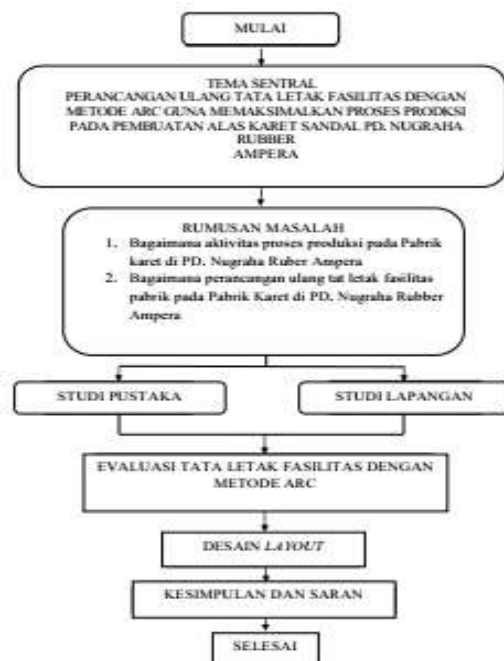 MULAI
TEMA SENTRAL
PERANCANGAN ULANG TATA LETAK FASILITAS DENGAN
METODE ARC GUNA MEMAKSIMALKAN PROSES PRODKSI
PADA PEMBUATAN ALAS KARET SANDAL PD. NUGRAHA
RUBBER
AMPERA
RUMUSAN MASALAH
1. Bagaimana aktivitas proses produksi pada Pabrik
karet di PD. Nugraha Ruber Ampera
2. Bagaimana perancangan ulang tat letak fasilitas
pabrik pada Pabrik Karet di PD. Nugraha Rubber
Ampera
STUDI PUSTAKA
STUDI LAPANGAN
EVALUASI TATA LETAK FASILITAS DENGAN
METODE ARC
DESAIN LAYOUT
KESIMPULAN DAN SARAN
SELESAI